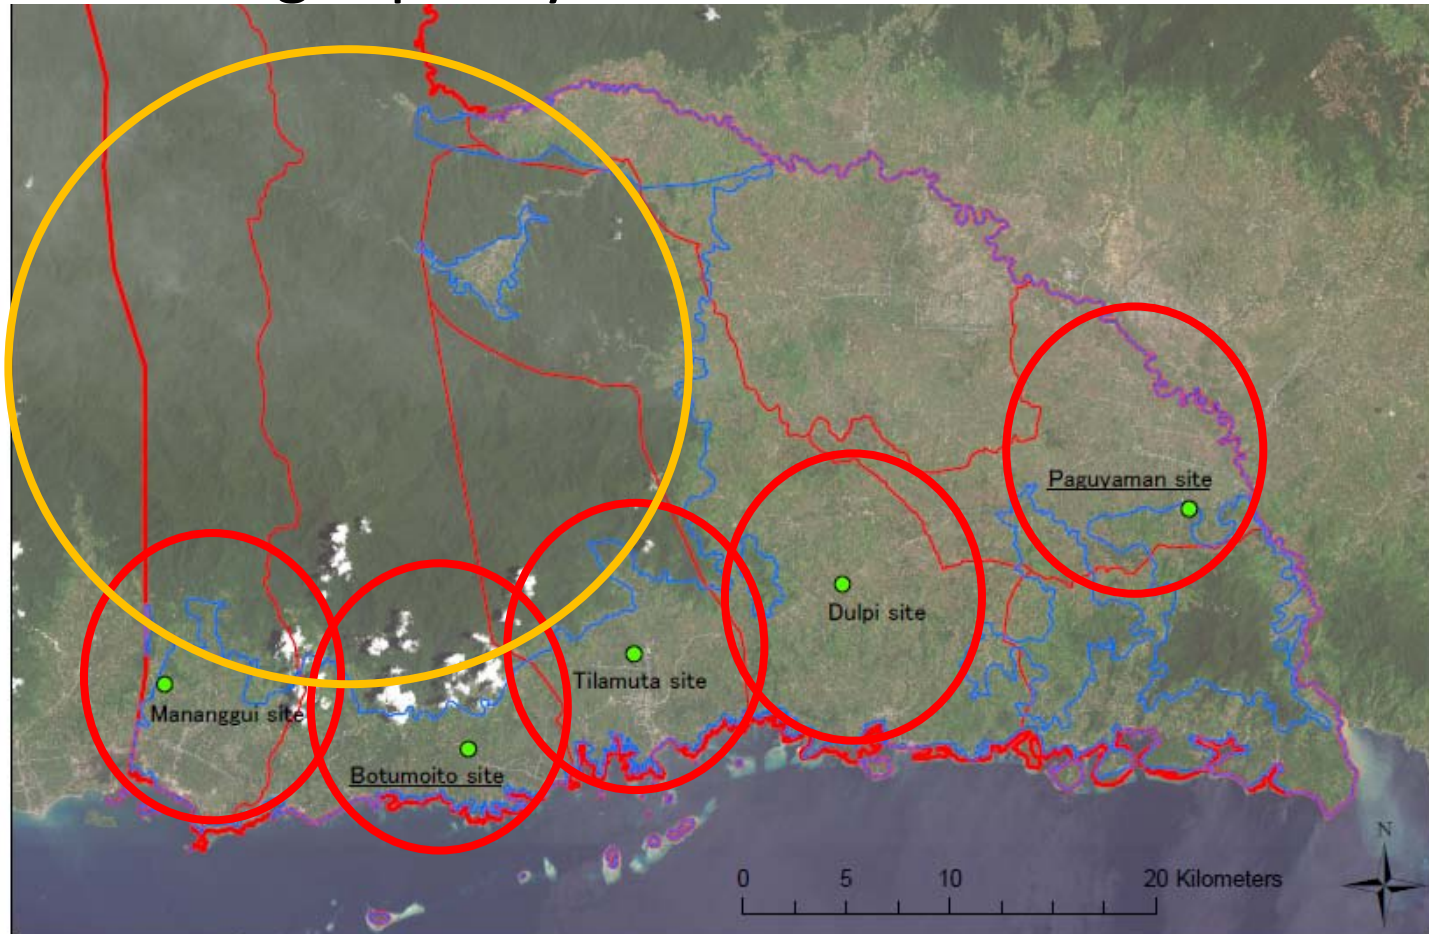 Paguyaman site
Dulpi site
Tilamuta site
Mananggui site
Botumoito site
N
0 5 10 20 Kilometers